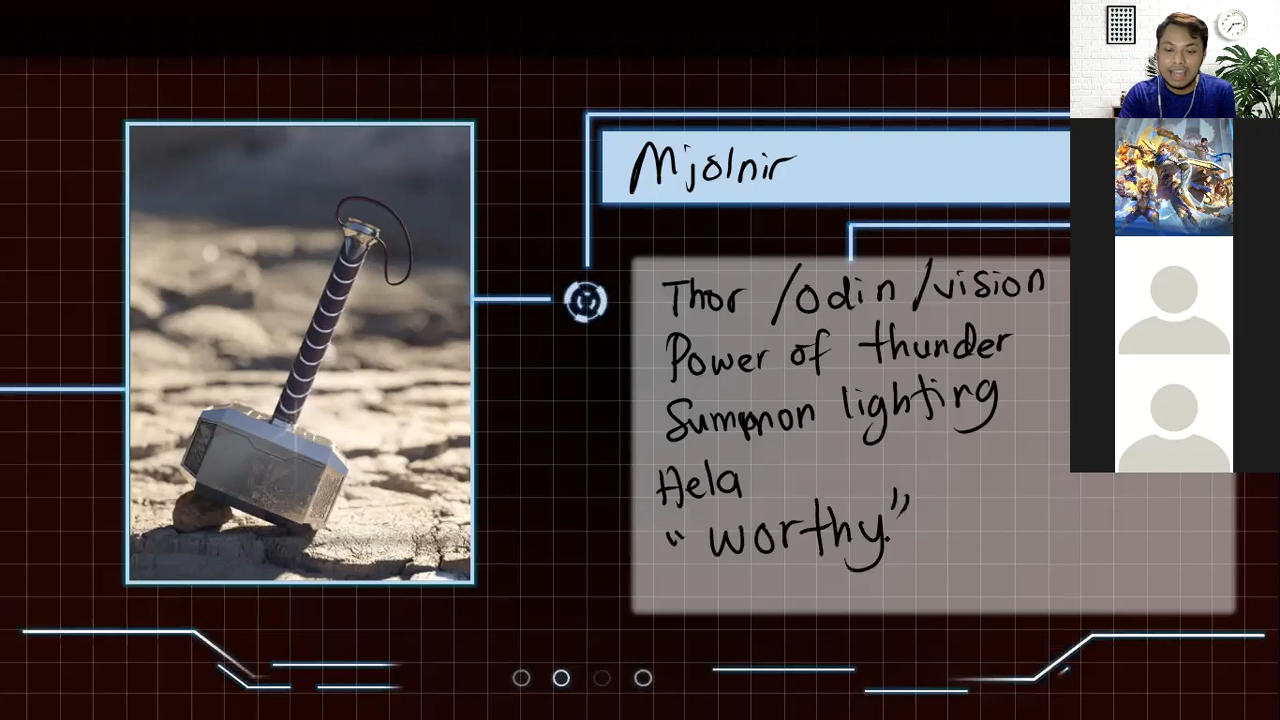 Mjolnir
Thor /Odin /vision
Power of thunder
Summon lighting
Hela
"worthy."